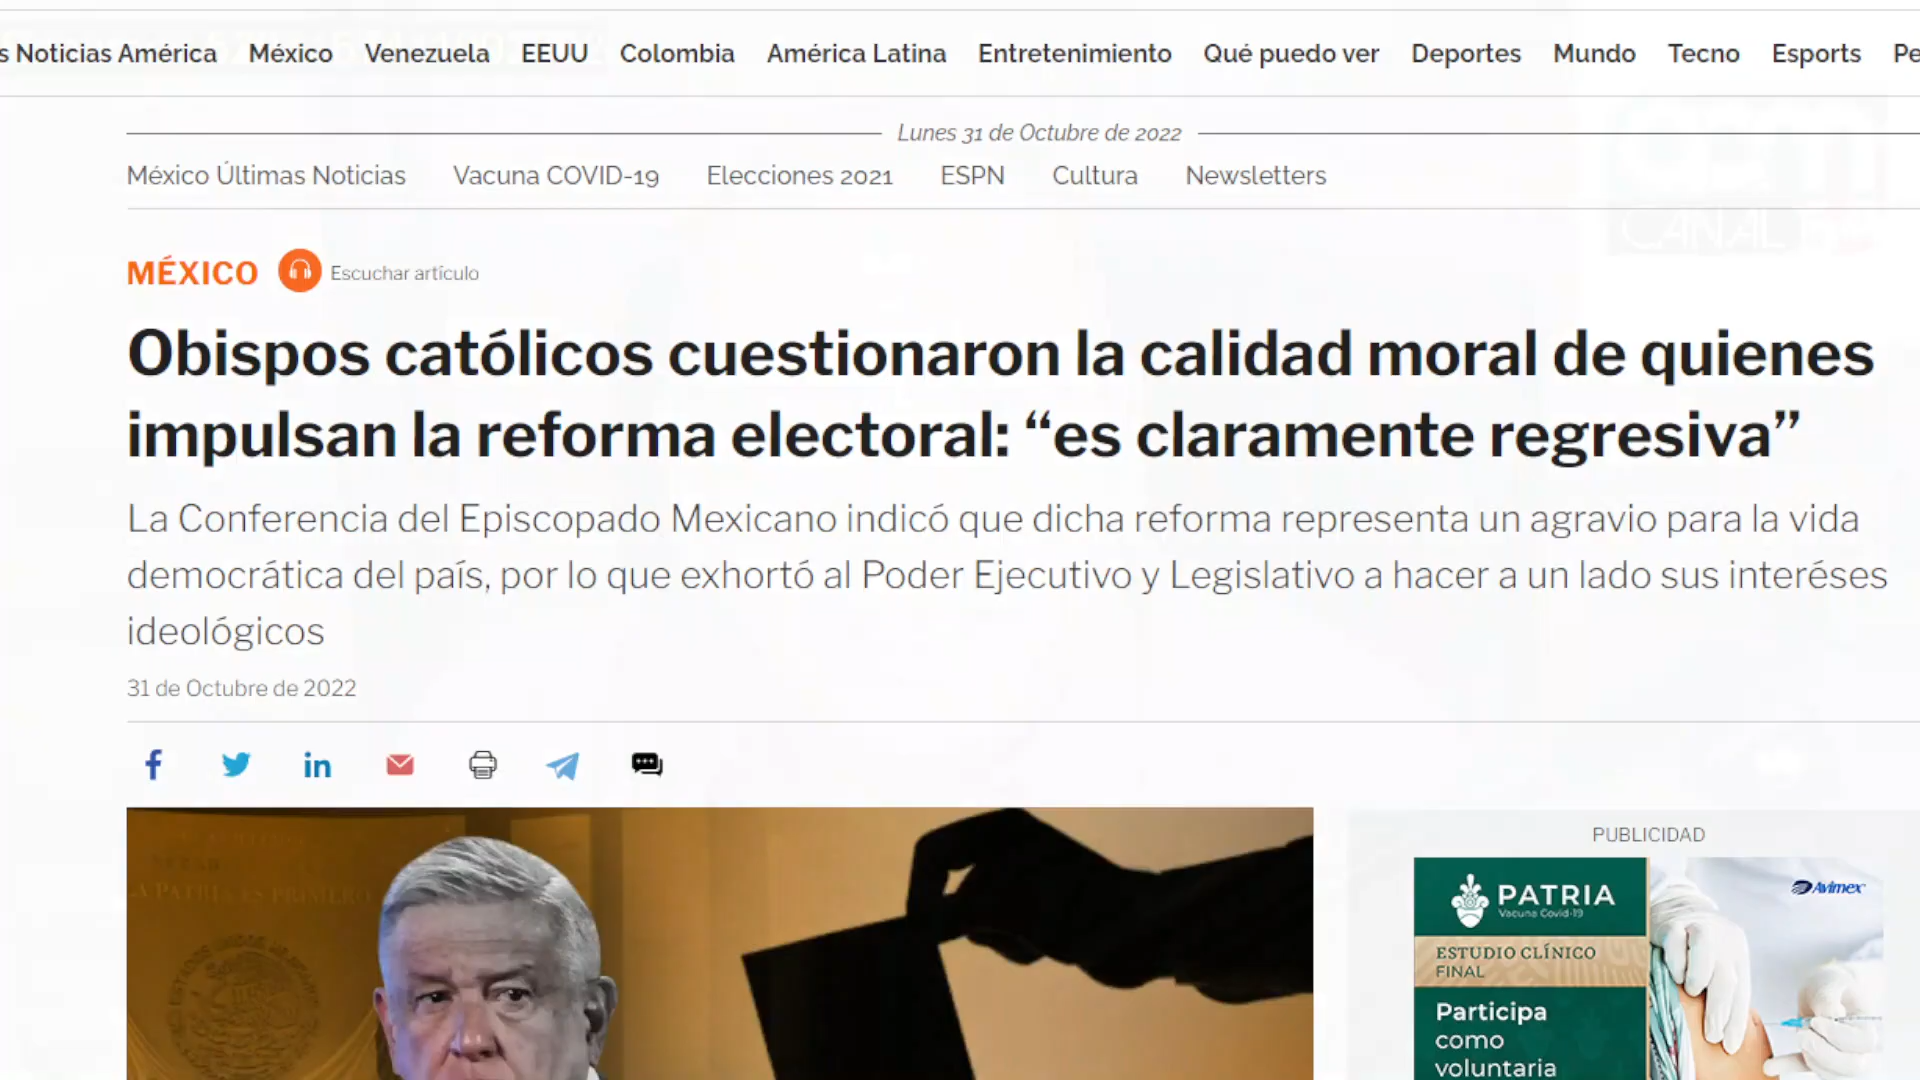 s Noticias América México Venezuela EEUU Colombia América Latina Entretenimiento Qué puedo ver Deportes Mundo Tecno Esports Pe
Lunes 31 de Octubre de 2022
México Últimas Noticias Vacuna COVID-19 Elecciones 2021 ESPN Cultura Newsletters
CANAL
MÉXICO Escuchar artículo
Obispos católicos cuestionaron la calidad moral de quienes
impulsan la reforma electoral: “es claramente regresiva”
La Conferencia del Episcopado Mexicano indicó que dicha reforma representa un agravio para la vida
democrática del país, por lo que exhortó al Poder Ejecutivo y Legislativo a hacer a un lado sus interéses
ideológicos
31 de Octubre de 2022
LA PATRIA ES PRIMERO
PUBLICIDAD
PATRIA
Vacuna Covid-19
Avimex
ESTUDIO CLÍNICO
FINAL
Participa
como
voluntaria